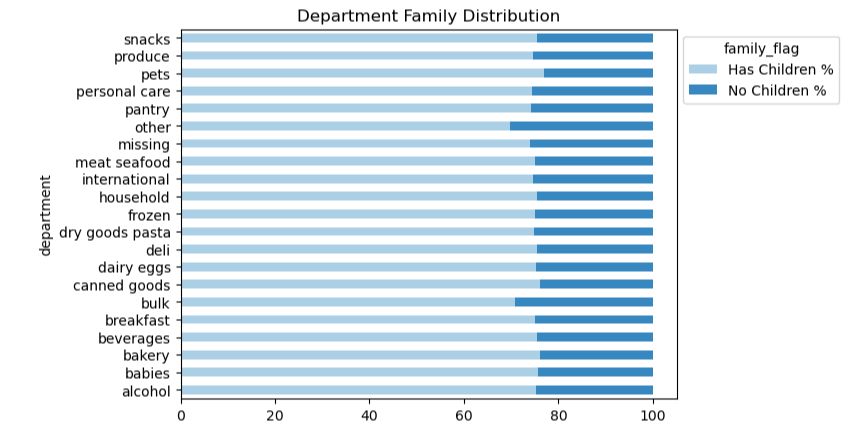 Department Family Distribution
family_flag
Has Children %
No Children %
department
snacks
produce
pets
personal care
pantry
other
missing
meat seafood
international
household
frozen
dry goods pasta
deli
dairy eggs
canned goods
bulk
breakfast
beverages
bakery
babies
alcohol
0 20 40 60 80 100